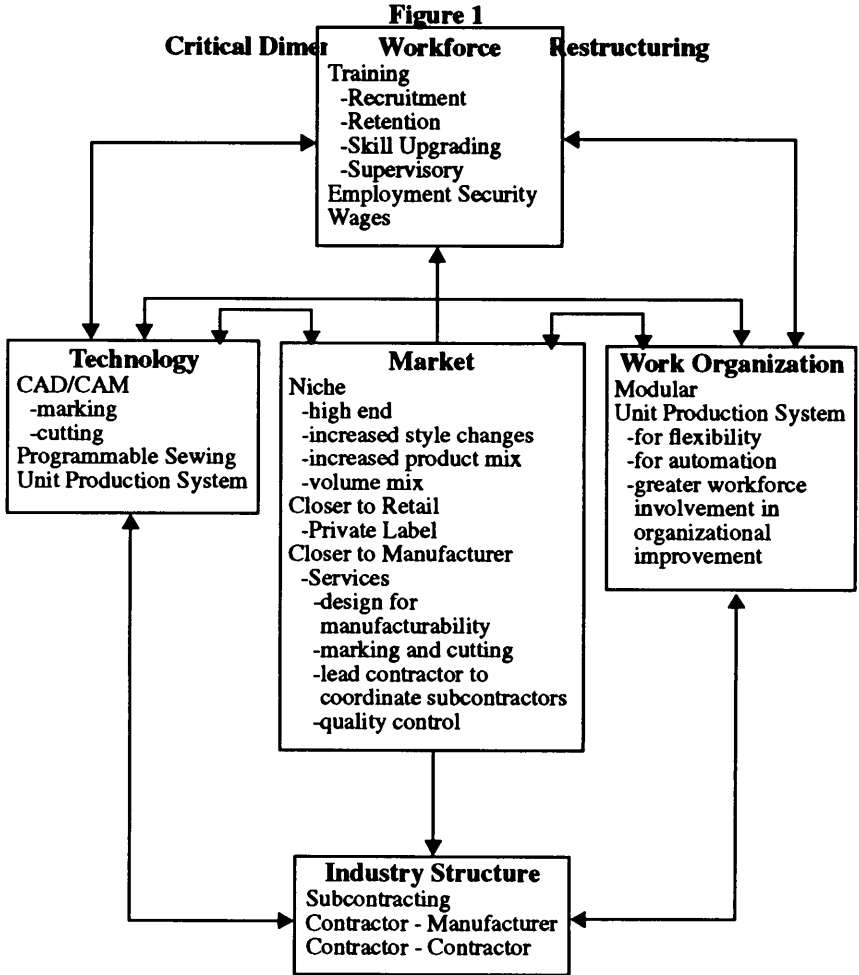 Figure 1
Critical Dimen Restructuring
Workforce
Training
-Recruitment
-Retention
-Skill Upgrading
-Supervisory
Employment Security
Wages
Technology
CAD/CAM
-marking
-cutting
Programmable Sewing
Unit Production System
Market
Niche
-high end
-increased style changes
-increased product mix
-volume mix
Closer to Retail
-Private Label
Closer to Manufacturer
-Services
-design for
manufacturability
-marking and cutting
-lead contractor to
coordinate subcontractors
-quality control
Work Organization
Modular
Unit Production System
-for flexibility
-for automation
-greater workforce
involvement in
organizational
improvement
Industry Structure
Subcontracting
Contractor - Manufacturer
Contractor - Contractor